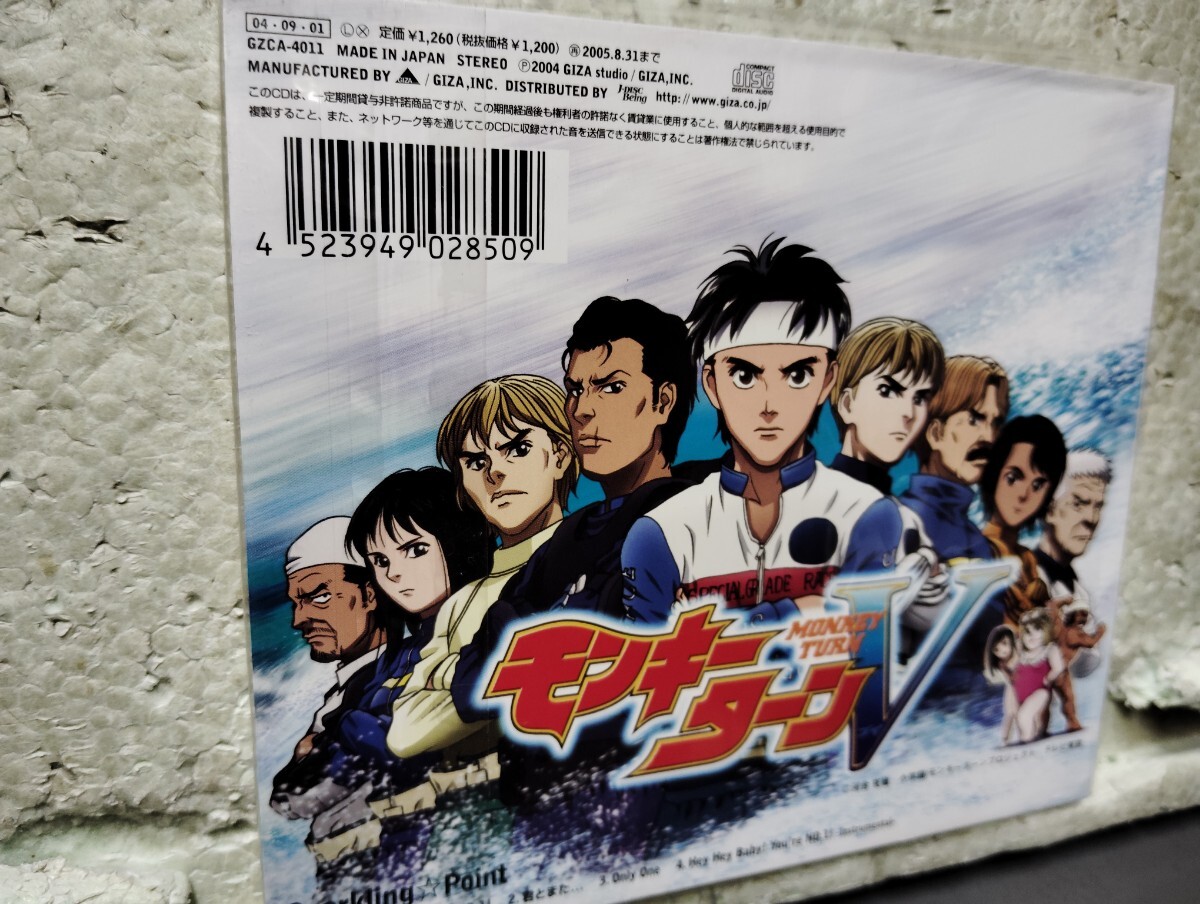 04・09・01 Ⓛ Ⓧ 定価¥1,260(税抜価格¥1,200) 再 2005.8.31まで
GZCA-4011 MADE IN JAPAN STEREO Ⓟ2004 GIZA studio / GIZA,INC.
MANUFACTURED BY GIZA / GIZA,INC. DISTRIBUTED BY J-DISC Being http://www.giza.co.jp/
COMPACT
disc
DIGITAL AUDIO
このCDは、一定期間貸与非許諾商品ですが、この期間経過後も権利者の許諾なく賃貸業に使用すること、個人的な範囲を超える使用目的で
複製すること、また、ネットワーク等を通じてこのCDに収録された音を送信できる状態にすることは著作権法で禁じられています。
4 523949 028509
SPECIAL GRADE RA
モンキー
ターン
MONKEY
TURN
V
Point
2. 君とまた... 3. Only One 4. Hey Hey Baby! You're NO.1!! Instrumental